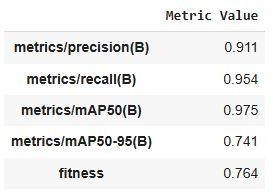 Metric Value
metrics/precision(B) 0.911
metrics/recall(B) 0.954
metrics/mAP50(B) 0.975
metrics/mAP50-95(B) 0.741
fitness 0.764